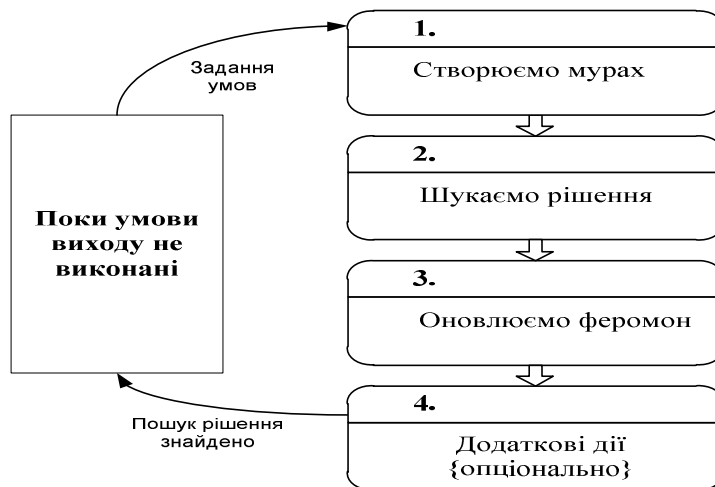 1.
Створюємо мурах
Задання
умов
2.
Шукаємо рішення
Поки умови
виходу не
виконані
3.
Оновлюємо феромон
4.
Додаткові дії
{опціонально}
Пошук рішення
знайдено